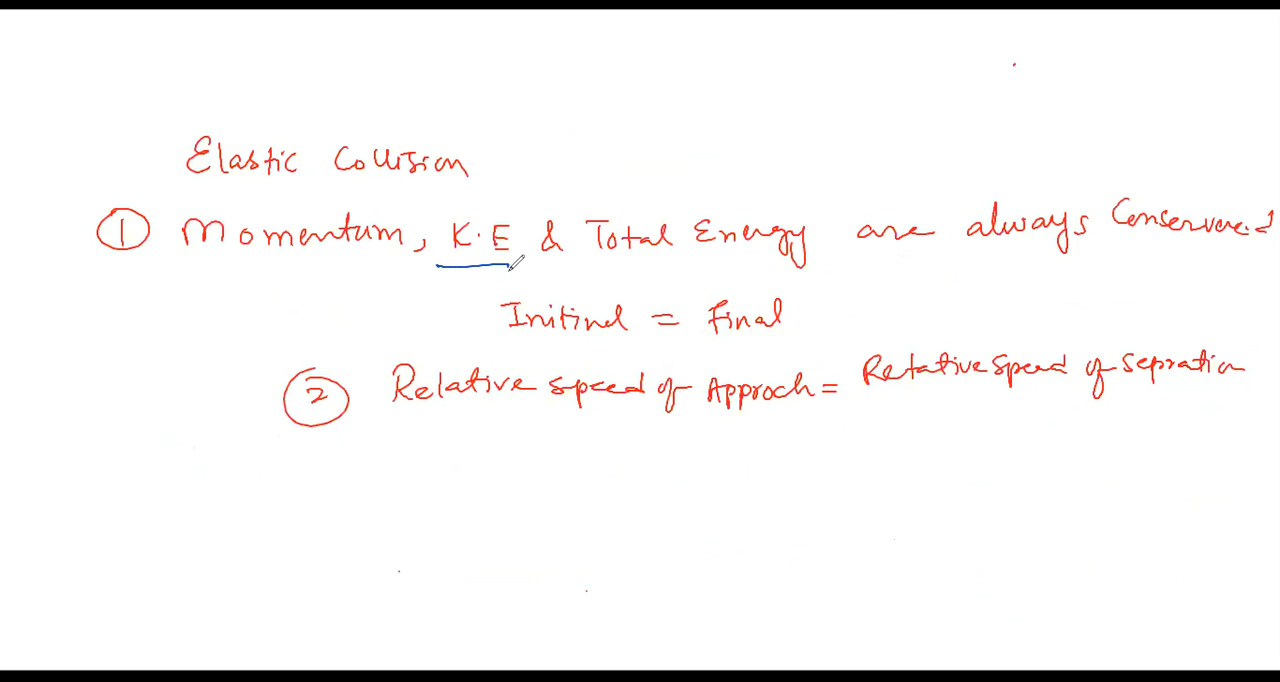 Elastic Collision
① Momentum, K.E & Total Energy are always Conserved
Initial = final
② Relative speed of Approch = Relative speed of sepration